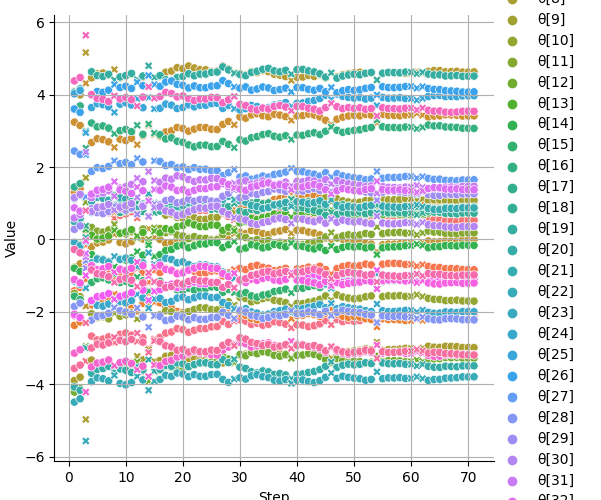 θ[8]
6
θ[9]
θ[10]
θ[11]
4
θ[12]
θ[13]
θ[14]
2
θ[15]
θ[16]
Value
θ[17]
0
θ[18]
θ[19]
θ[20]
−2
θ[21]
θ[22]
θ[23]
θ[24]
−4
θ[25]
θ[26]
θ[27]
θ[28]
−6
θ[29]
0 10 20 30 40 50 60 70
θ[30]
θ[31]
Step
θ[32]